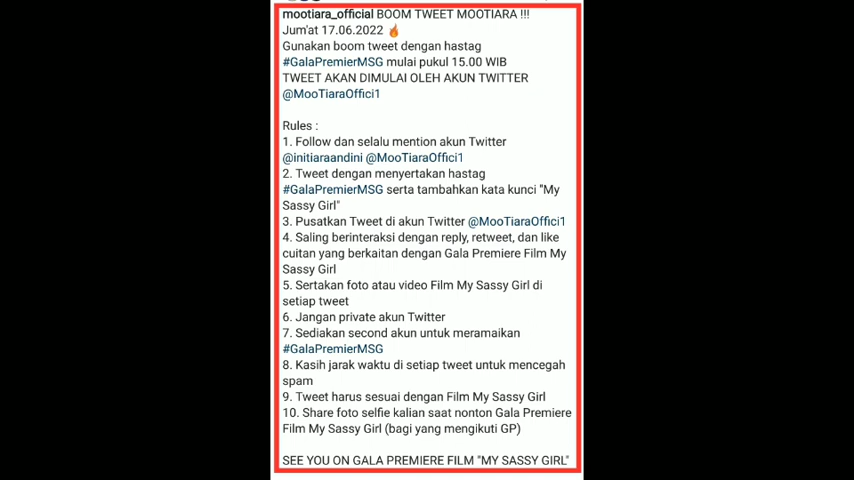 mootiara_official BOOM TWEET MOOTIARA !!!
Jum'at 17.06.2022 🔥
Gunakan boom tweet dengan hastag
#GalaPremierMSG mulai pukul 15.00 WIB
TWEET AKAN DIMULAI OLEH AKUN TWITTER
@MooTiaraOffici1
Rules :
1. Follow dan selalu mention akun Twitter
@initiaraandini @MooTiaraOffici1
2. Tweet dengan menyertakan hastag
#GalaPremierMSG serta tambahkan kata kunci "My
Sassy Girl"
3. Pusatkan Tweet di akun Twitter @MooTiaraOffici1
4. Saling berinteraksi dengan reply, retweet, dan like
cuitan yang berkaitan dengan Gala Premiere Film My
Sassy Girl
5. Sertakan foto atau video Film My Sassy Girl di
setiap tweet
6. Jangan private akun Twitter
7. Sediakan second akun untuk meramaikan
#GalaPremierMSG
8. Kasih jarak waktu di setiap tweet untuk mencegah
spam
9. Tweet harus sesuai dengan Film My Sassy Girl
10. Share foto selfie kalian saat nonton Gala Premiere
Film My Sassy Girl (bagi yang mengikuti GP)
SEE YOU ON GALA PREMIERE FILM "MY SASSY GIRL"